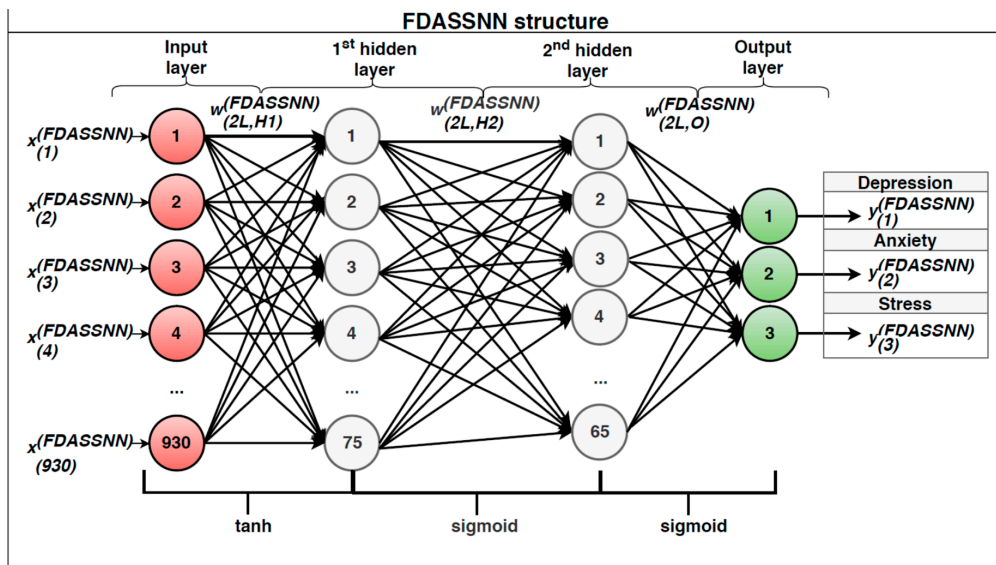 FDASSNN structure
Input
layer
1st hidden
layer
2nd hidden
layer
Output
layer
w(FDASSNN)
(2L,H1)
w(FDASSNN)
(2L,H2)
w(FDASSNN)
(2L,O)
x(FDASSNN)
(1)
x(FDASSNN)
(2)
x(FDASSNN)
(3)
x(FDASSNN)
(4)
x(FDASSNN)
(930)
1
2
3
4
...
930
1
2
3
4
...
75
1
2
3
4
...
65
1
2
3
Depression
y(FDASSNN)
(1)
Anxiety
y(FDASSNN)
(2)
Stress
y(FDASSNN)
(3)
tanh
sigmoid
sigmoid